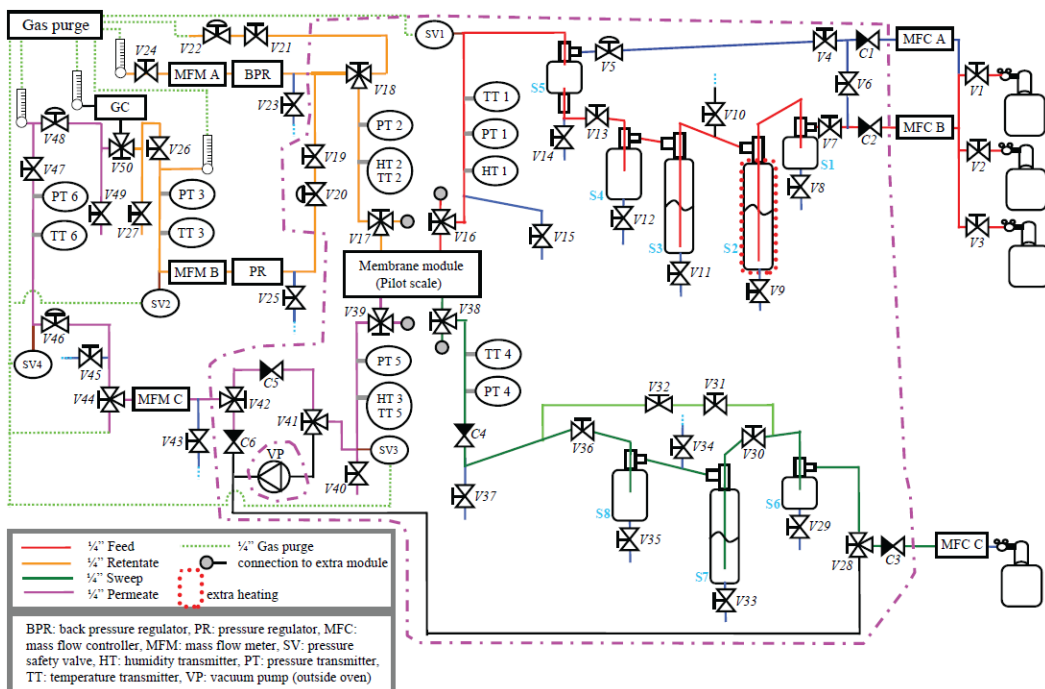 Gas purge
V24
V22
V21
SV1
MFM A
BPR
V18
V23
GC
V50
V26
V48
V47
V49
V27
PT 6
TT 6
PT 3
TT 3
PT 2
HT 2
TT 2
V19
V20
V17
V16
TT 1
PT 1
HT 1
V15
S5
V5
V4
C1
MFC A
V1
V6
V14
V13
V10
V7
C2
MFC B
V2
S4
S1
V8
V12
S3
S2
V3
V11
V9
MFM B
PR
V25
SV2
Membrane module
(Pilot scale)
V39
V38
V46
SV4
V45
V44
MFM C
V43
V42
C5
C6
V41
VP
PT 5
HT 3
TT 5
SV3
V40
TT 4
PT 4
C4
V37
V32
V31
V36
V34
V30
S8
V35
S7
V33
S6
V29
V28
C3
MFC C
¼” Feed
¼” Gas purge
¼” Retentate
connection to extra module
¼” Sweep
¼” Permeate
extra heating
BPR: back pressure regulator, PR: pressure regulator, MFC:
mass flow controller, MFM: mass flow meter, SV: pressure
safety valve, HT: humidity transmitter, PT: pressure transmitter,
TT: temperature transmitter, VP: vacuum pump (outside oven)